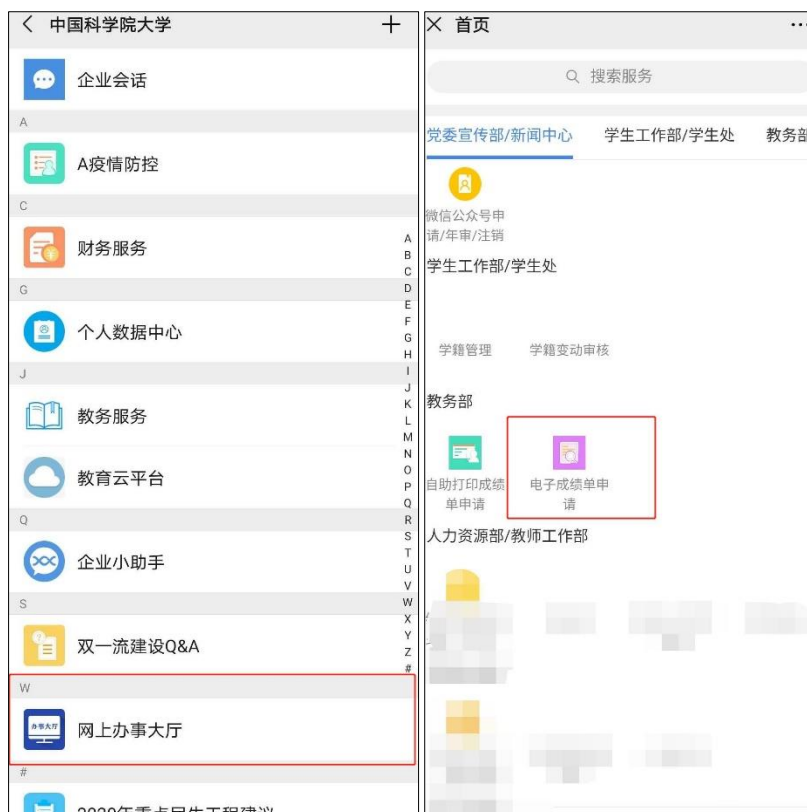 中国科学院大学
企业会话
A
A疫情防控
C
财务服务
G
个人数据中心
J
教务服务
教育云平台
Q
企业小助手
S
双一流建设Q&A
W
办事大厅
网上办事大厅
#
A
B
C
D
E
F
G
H
I
J
K
L
M
N
O
P
Q
R
S
T
U
V
W
X
Y
Z
#
首页
搜索服务
党委宣传部/新闻中心 学生工作部/学生处 教务部
微信公众号申
请/年审/注销
学生工作部/学生处
学籍管理 学籍变动审核
教务部
自助打印成绩
单申请
电子成绩单申
请
人力资源部/教师工作部